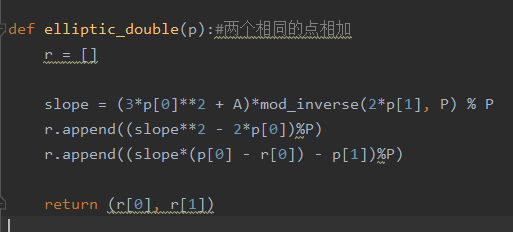 def elliptic_double(p):#两个相同的点相加
    r = []
    slope = (3*p[0]**2 + A)*mod_inverse(2*p[1], P) % P
    r.append((slope**2 - 2*p[0])%P)
    r.append((slope*(p[0] - r[0]) - p[1])%P)
    return (r[0], r[1])